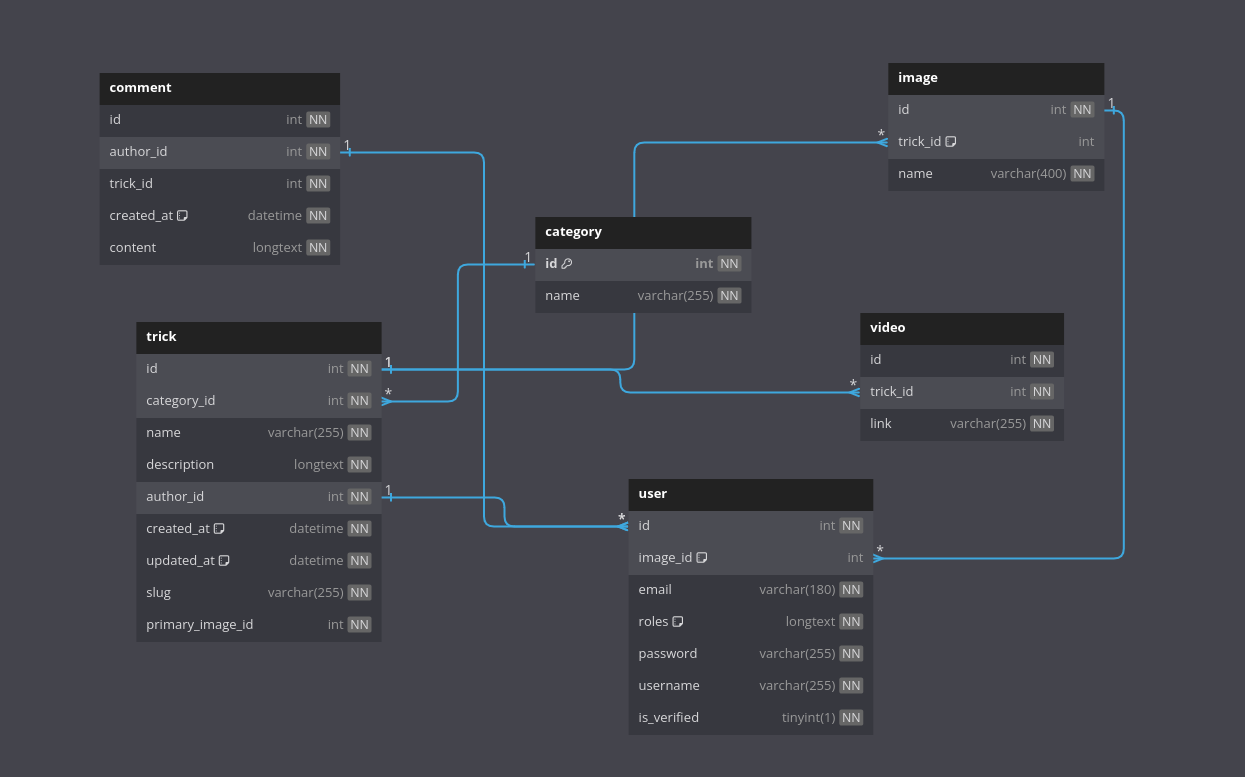 comment
id int NN
author_id int NN
trick_id int NN
created_at datetime NN
content longtext NN
1
image
id int NN
trick_id int
name varchar(400) NN
1
*
category
id int NN
name varchar(255) NN
1
trick
id int NN
category_id int NN
name varchar(255) NN
description longtext NN
author_id int NN
created_at datetime NN
updated_at datetime NN
slug varchar(255) NN
primary_image_id int NN
1
*
1
video
id int NN
trick_id int NN
link varchar(255) NN
*
user
id int NN
image_id int
email varchar(180) NN
roles longtext NN
password varchar(255) NN
username varchar(255) NN
is_verified tinyint(1) NN
*
*